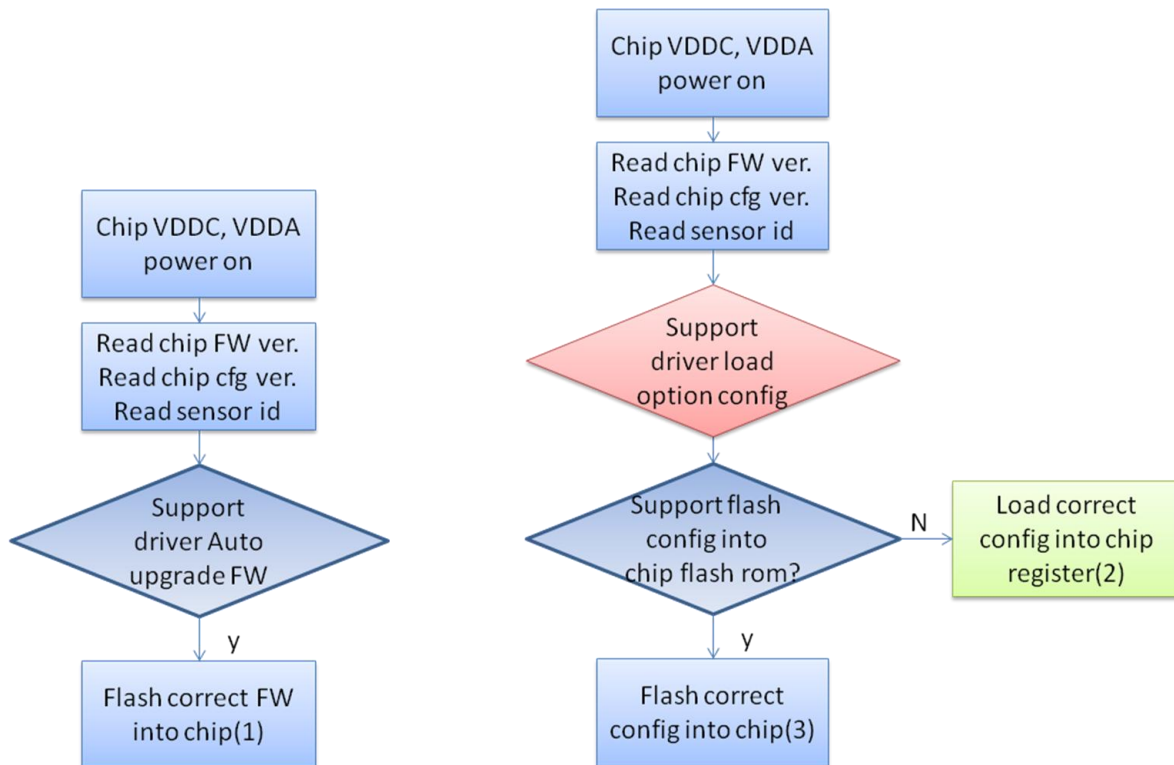 Chip VDDC, VDDA
power on
Read chip FW ver.
Read chip cfg ver.
Read sensor id
Support
driver Auto
upgrade FW
y
Flash correct FW
into chip(1)
Chip VDDC, VDDA
power on
Read chip FW ver.
Read chip cfg ver.
Read sensor id
Support
driver load
option config
Support flash
config into
chip flash rom?
N
Load correct
config into chip
register(2)
y
Flash correct
config into chip(3)